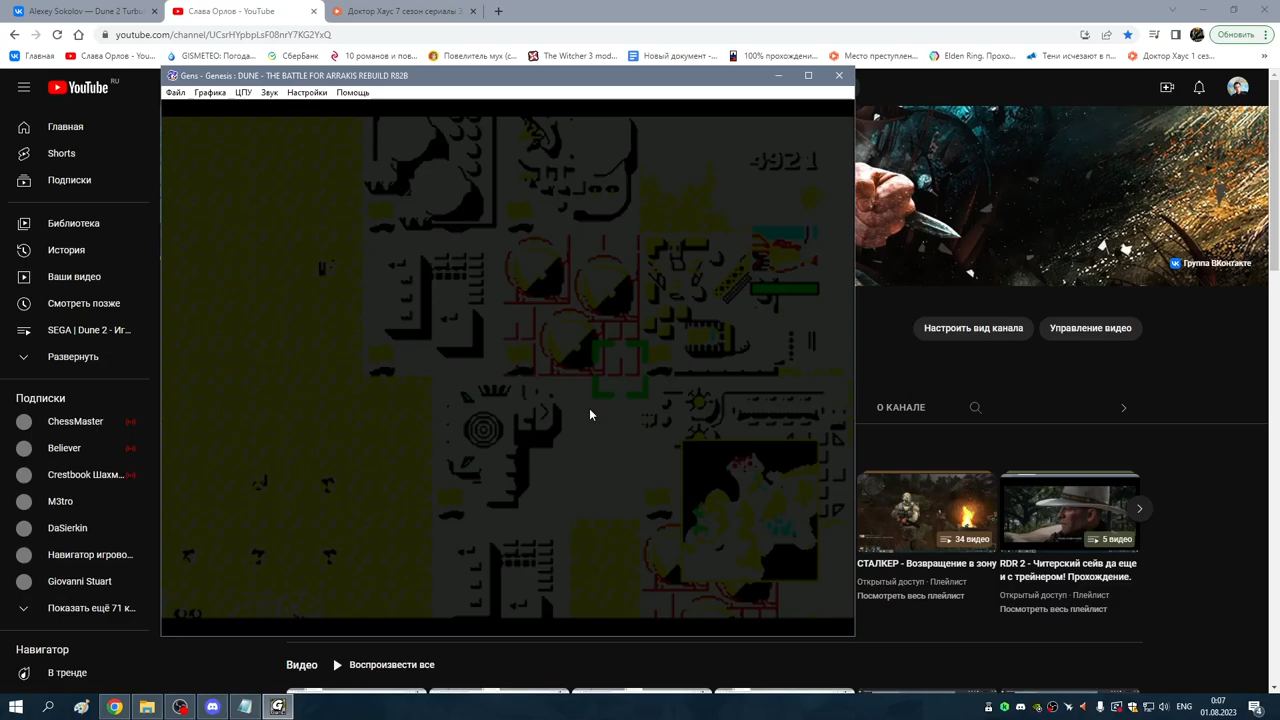 Alexey Sokolov — Dune 2 Turbul
Слава Орлов - YouTube
Доктор Хаус 7 сезон сериалы 3
youtube.com/channel/UCsrHYpbpLsF08nrY7KG2YxQ
Обновить
Главная
Слава Орлов - You...
GISMETEO: Погода...
СберБанк
10 романов и пов...
Повелитель мух (с...
The Witcher 3 mod...
Новый документ -...
100% прохождени...
Место преступлен...
Elden Ring. Прохо...
Тени исчезают в п...
Доктор Хаус 1 сез...
Gens - Genesis : DUNE - THE BATTLE FOR ARRAKIS REBUILD R82B
Файл
Графика
ЦПУ
Звук
Настройки
Помощь
YouTube
RU
Главная
Shorts
Подписки
Библиотека
История
Ваши видео
Смотреть позже
SEGA | Dune 2 - Иг...
Развернуть
Подписки
ChessMaster
Believer
Crestbook Шахм...
M3tro
DaSierkin
Навигатор игрово...
Giovanni Stuart
Показать ещё 71 к...
Навигатор
В тренде
4921
Группа ВКонтакте
Настроить вид канала
Управление видео
О КАНАЛЕ
34 видео
5 видео
СТАЛКЕР - Возвращение в зону
RDR 2 - Читерский сейв да еще
и с трейнером! Прохождение.
Открытый доступ · Плейлист
Открытый доступ · Плейлист
Посмотреть весь плейлист
Посмотреть весь плейлист
Видео
Воспроизвести все
ENG
0:07
01.08.2023